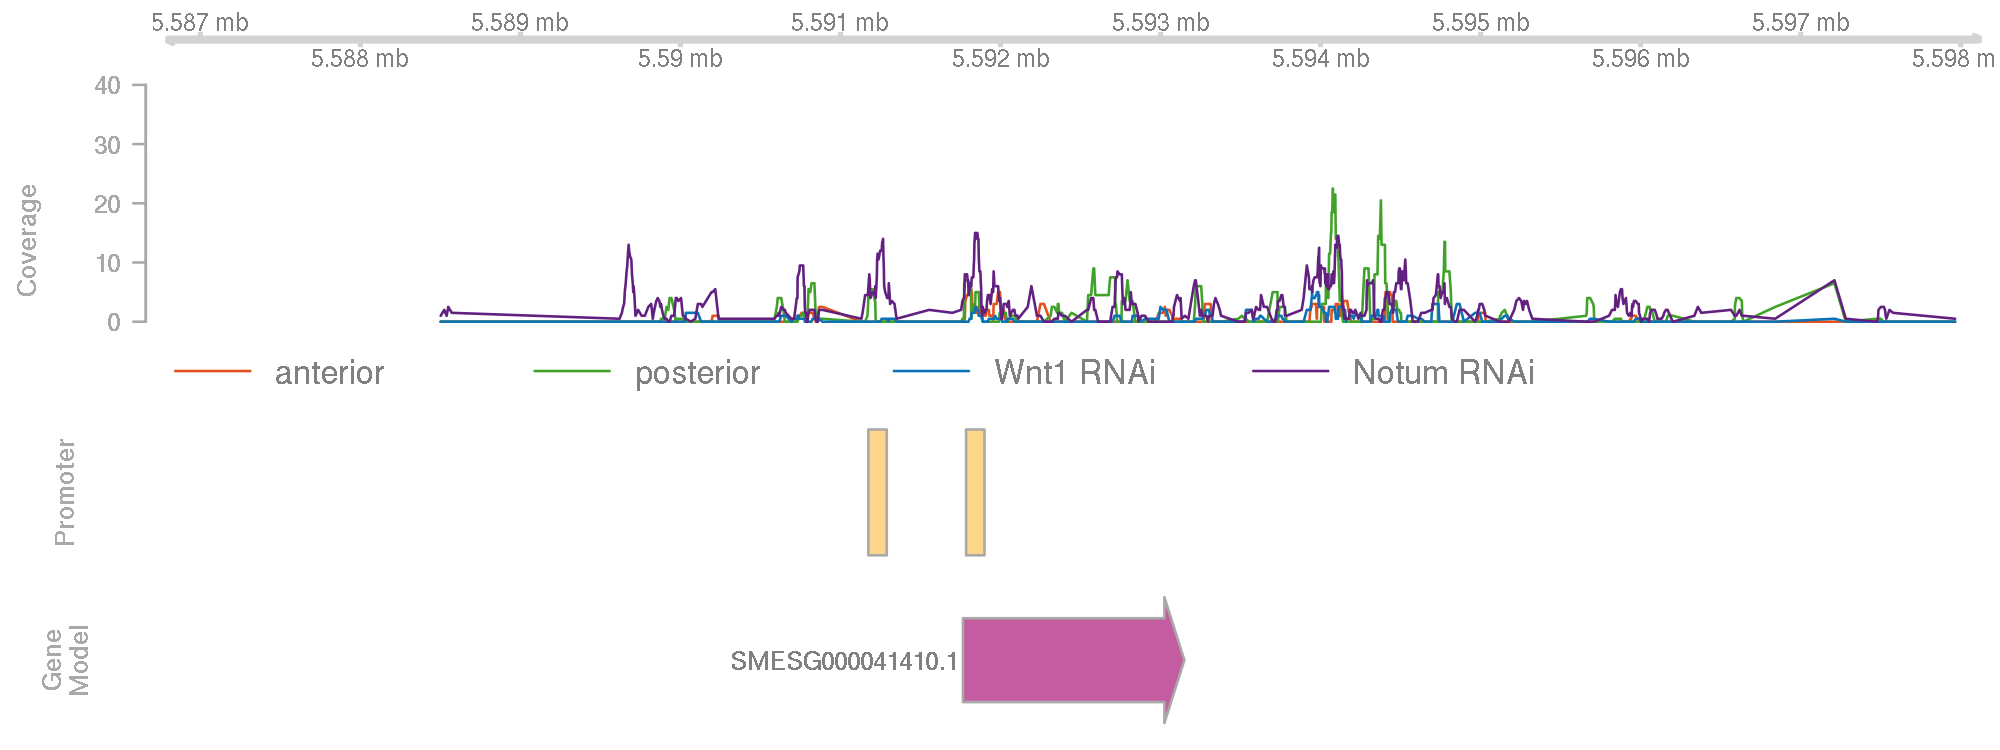 5.587 mb 5.589 mb 5.591 mb 5.593 mb 5.595 mb 5.597 mb
5.588 mb 5.59 mb 5.592 mb 5.594 mb 5.596 mb 5.598 m
40
30
20
10
0
Coverage
anterior posterior Wnt1 RNAi Notum RNAi
Promoter
Gene
Model
SMESG000041410.1